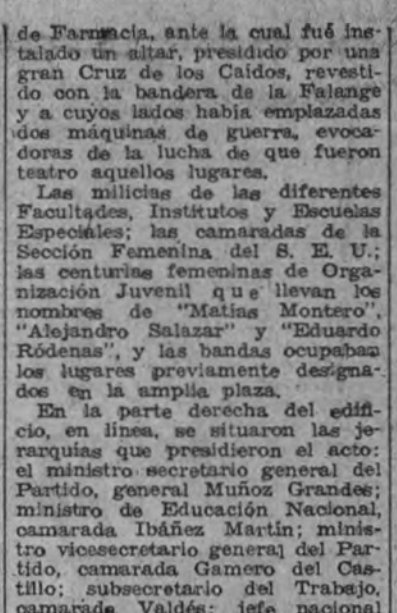 de Farmacia, ante la cual fué ins-
talado un altar, presidido por una
gran Cruz de los Caídos, revesti-
do con la bandera de la Falange
y a cuyos lados había emplazadas
dos máquinas de guerra, evoca-
doras de la lucha de que fueron
teatro aquellos lugares.
Las milicias de las diferentes
Facultades, Institutos y Escuelas
Especiales; las camaradas de la
Sección Femenina del S. E. U.;
las centurias femeninas de Orga-
nización Juvenil que llevan los
nombres de "Matías Montero",
"Alejandro Salazar" y "Eduardo
Ródenas", y las bandas ocupaban
los lugares previamente designa-
dos en la amplia plaza.
En la parte derecha del edifi-
cio, en línea, se situaron las je-
rarquías que presidieron el acto:
el ministro secretario general del
Partido, general Muñoz Grandes;
ministro de Educación Nacional,
camarada Ibáñez Martín; minis-
tro vicesecretario general del Par-
tido, camarada Gamero del Cas-
tillo; subsecretario del Trabajo,
camarada Valdés; jefe nacional